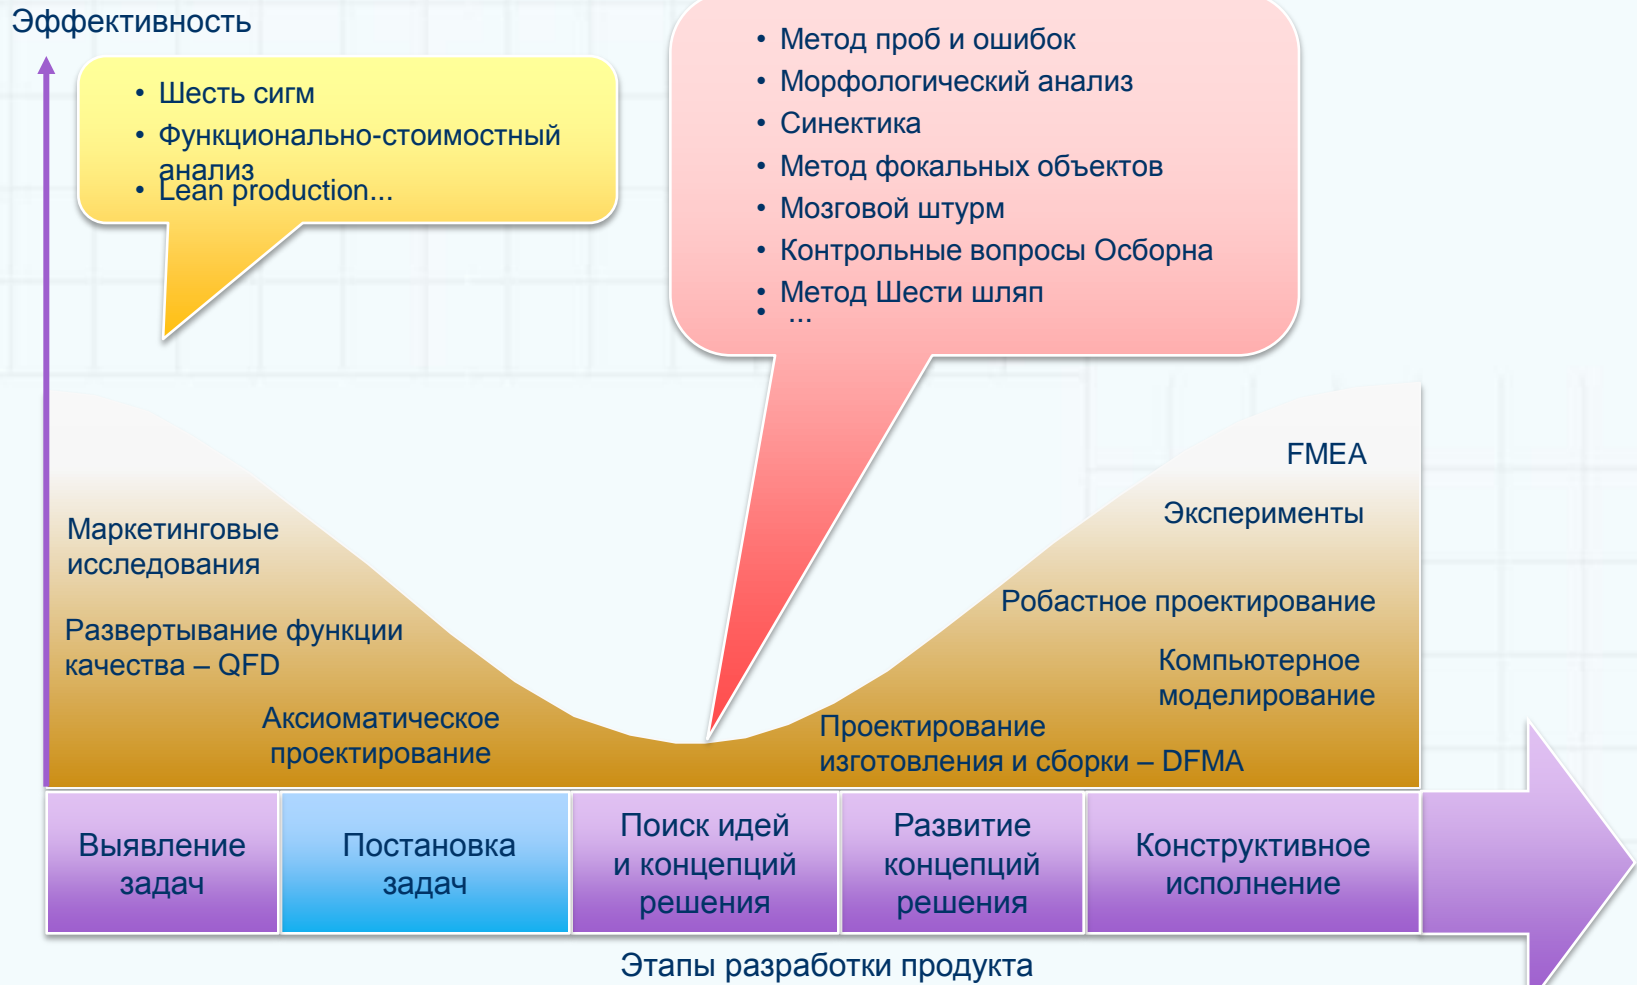 Эффективность
• Шесть сигм
• Функционально-стоимостный
анализ
• Lean production...
• Метод проб и ошибок
• Морфологический анализ
• Синектика
• Метод фокальных объектов
• Мозговой штурм
• Контрольные вопросы Осборна
• Метод Шести шляп
• ...
Маркетинговые
исследования
Развертывание функции
качества – QFD
Аксиоматическое
проектирование
FMEA
Эксперименты
Робастное проектирование
Компьютерное
моделирование
Проектирование
изготовления и сборки – DFMA
Выявление
задач
Постановка
задач
Поиск идей
и концепций
решения
Развитие
концепций
решения
Конструктивное
исполнение
Этапы разработки продукта